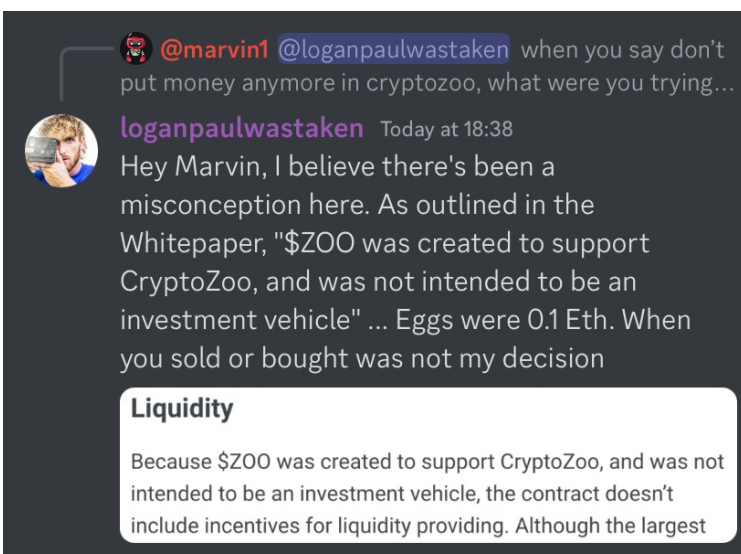 @marvin1 @loganpaulwastaken when you say don't
put money anymore in cryptozoo, what were you trying...
loganpaulwastaken Today at 18:38
Hey Marvin, I believe there's been a
misconception here. As outlined in the
Whitepaper, "$ZOO was created to support
CryptoZoo, and was not intended to be an
investment vehicle" ... Eggs were 0.1 Eth. When
you sold or bought was not my decision
Liquidity
Because $ZOO was created to support CryptoZoo, and was not
intended to be an investment vehicle, the contract doesn't
include incentives for liquidity providing. Although the largest